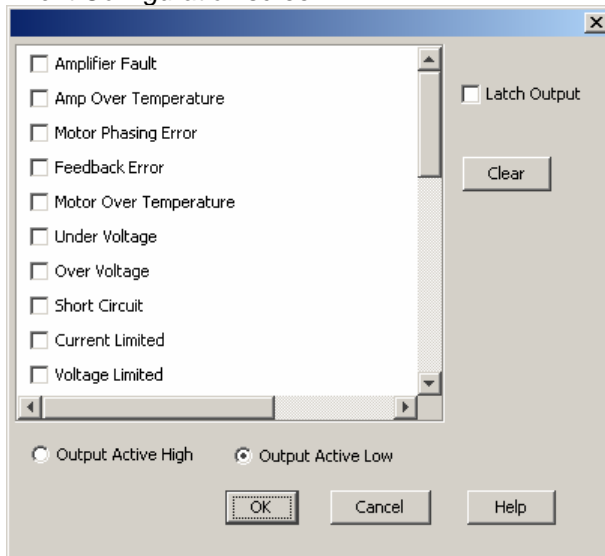 Amplifier Fault
Amp Over Temperature
Motor Phasing Error
Feedback Error
Motor Over Temperature
Under Voltage
Over Voltage
Short Circuit
Current Limited
Voltage Limited
Latch Output
Clear
Output Active High
Output Active Low
OK
Cancel
Help